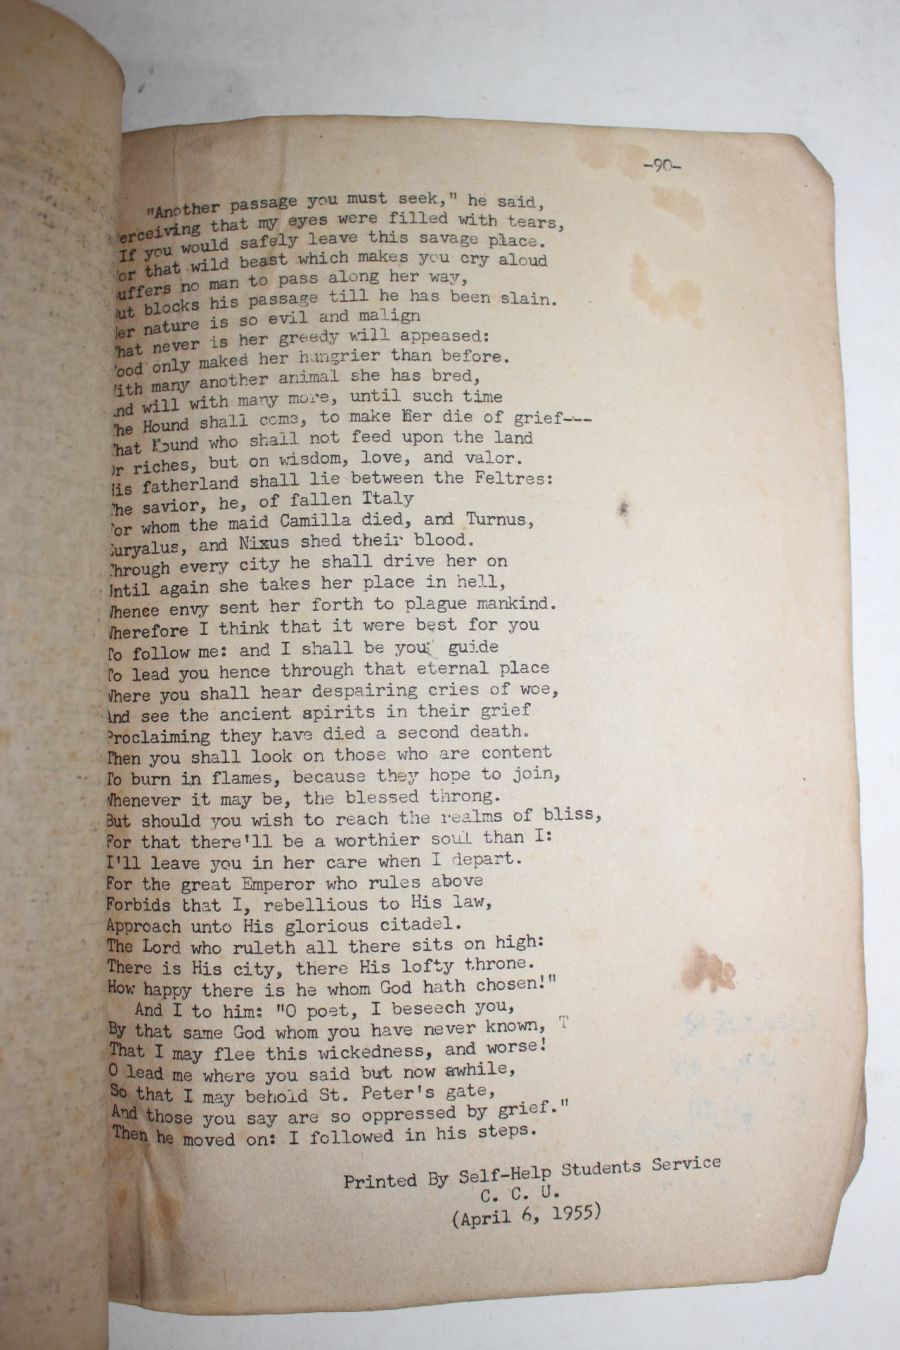 -90-
"Another passage you must seek," he said,
erceiving that my eyes were filled with tears,
If you would safely leave this savage place.
or that wild beast which makes you cry aloud
uffers no man to pass along her way,
ut blocks his passage till he has been slain.
er nature is so evil and malign
hat never is her greedy will appeased:
ood only makes her hungrier than before.
ith many another animal she has bred,
nd will with many more, until such time
he Hound shall come, to make her die of grief---
hat Hound who shall not feed upon the land
r riches, but on wisdom, love, and valor.
is fatherland shall lie between the Feltres:
he savior, he, of fallen Italy
or whom the maid Camilla died, and Turnus,
uryalus, and Nixus shed their blood.
hrough every city he shall drive her on
ntil again she takes her place in hell,
hence envy sent her forth to plague mankind.
herefore I think that it were best for you
To follow me: and I shall be your guide
To lead you hence through that eternal place
Where you shall hear despairing cries of woe,
And see the ancient spirits in their grief
Proclaiming they have died a second death.
Then you shall look on those who are content
To burn in flames, because they hope to join,
Whenever it may be, the blessed throng.
But should you wish to reach the realms of bliss,
For that there'll be a worthier soul than I:
I'll leave you in her care when I depart.
For the great Emperor who rules above
Forbids that I, rebellious to His law,
Approach unto His glorious citadel.
The Lord who ruleth all there sits on high:
There is His city, there His lofty throne.
How happy there is he whom God hath chosen!"
And I to him: "O poet, I beseech you,
By that same God whom you have never known, T
That I may flee this wickedness, and worse!
O lead me where you said but now awhile,
So that I may behold St. Peter's gate,
And those you say are so oppressed by grief."
Then he moved on: I followed in his steps.
Printed By Self-Help Students Service
C. C. U.
(April 6, 1955)